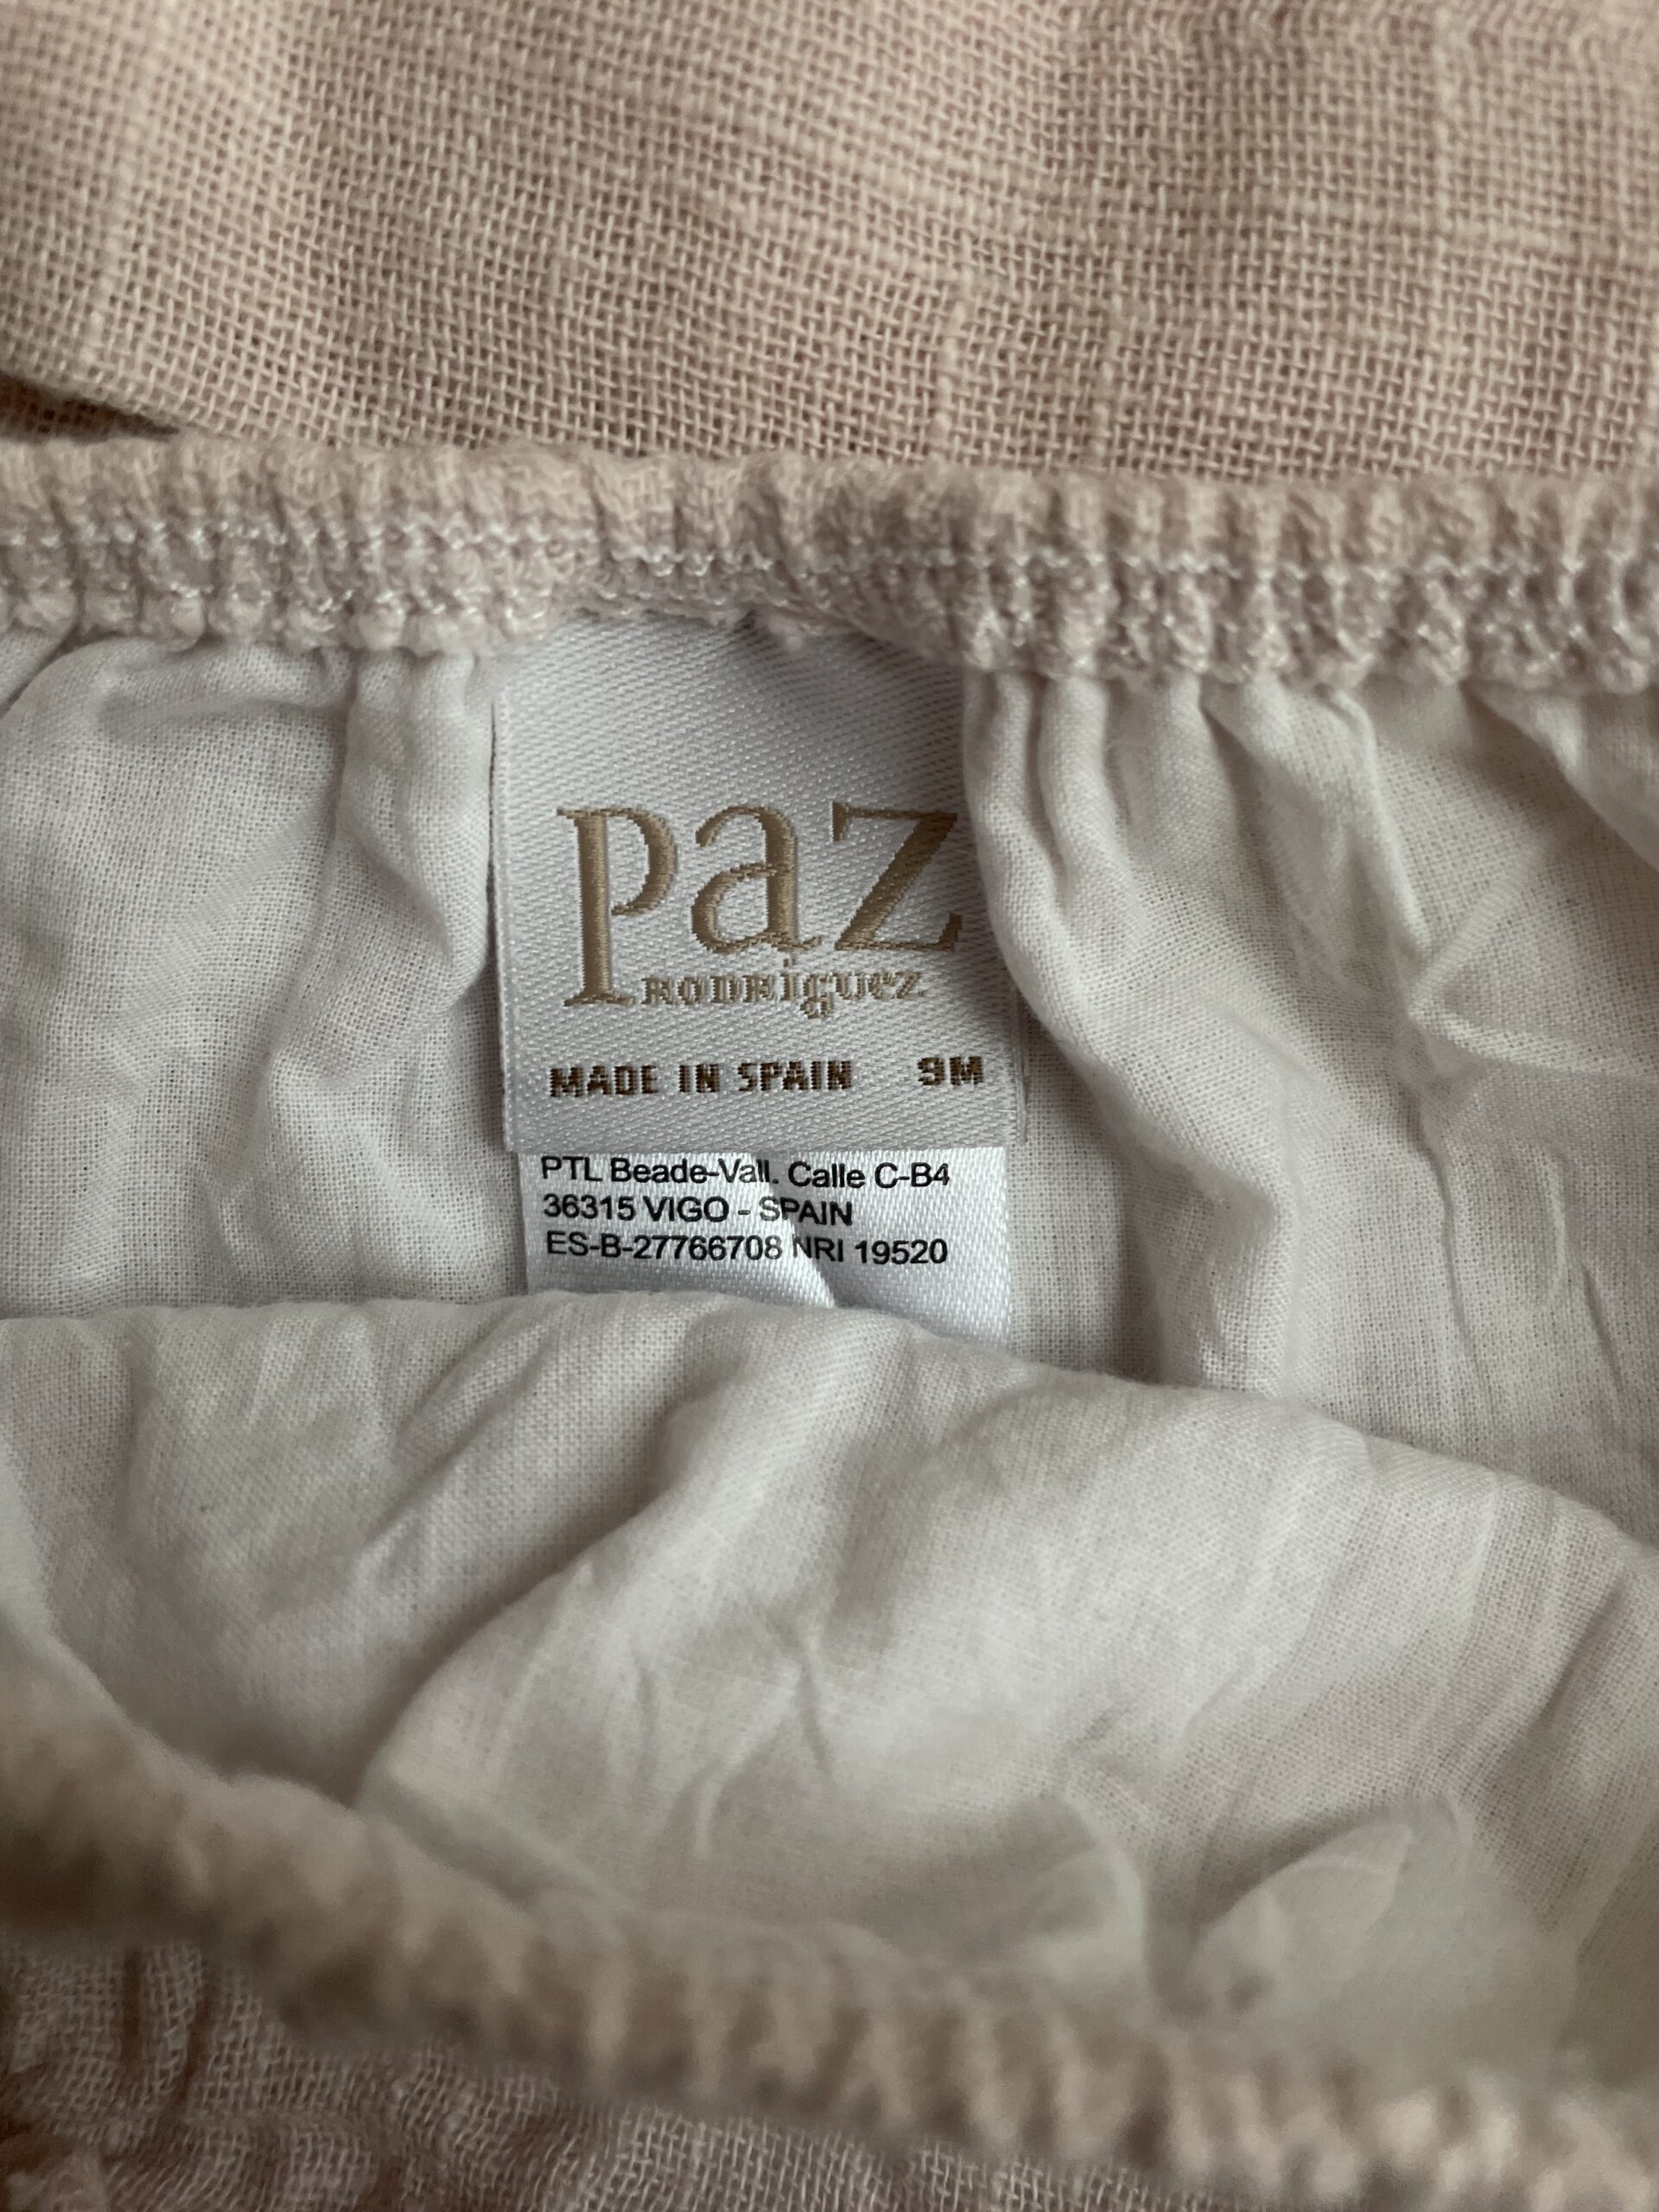 paz
RODRIGUEZ
MADE IN SPAIN 9M
PTL Beade-Vall. Calle C-B4
36315 VIGO - SPAIN
ES-B-27766708 NRI 19520